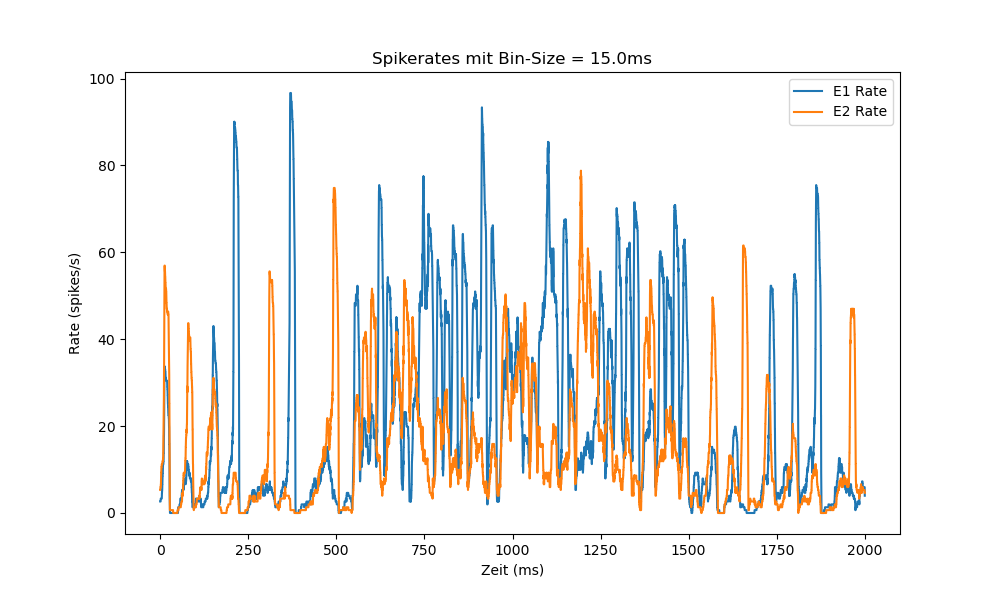 Spikerates mit Bin-Size = 15.0ms
E1 Rate
E2 Rate
100
80
60
40
20
0
Rate (spikes/s)
0 250 500 750 1000 1250 1500 1750 2000
Zeit (ms)